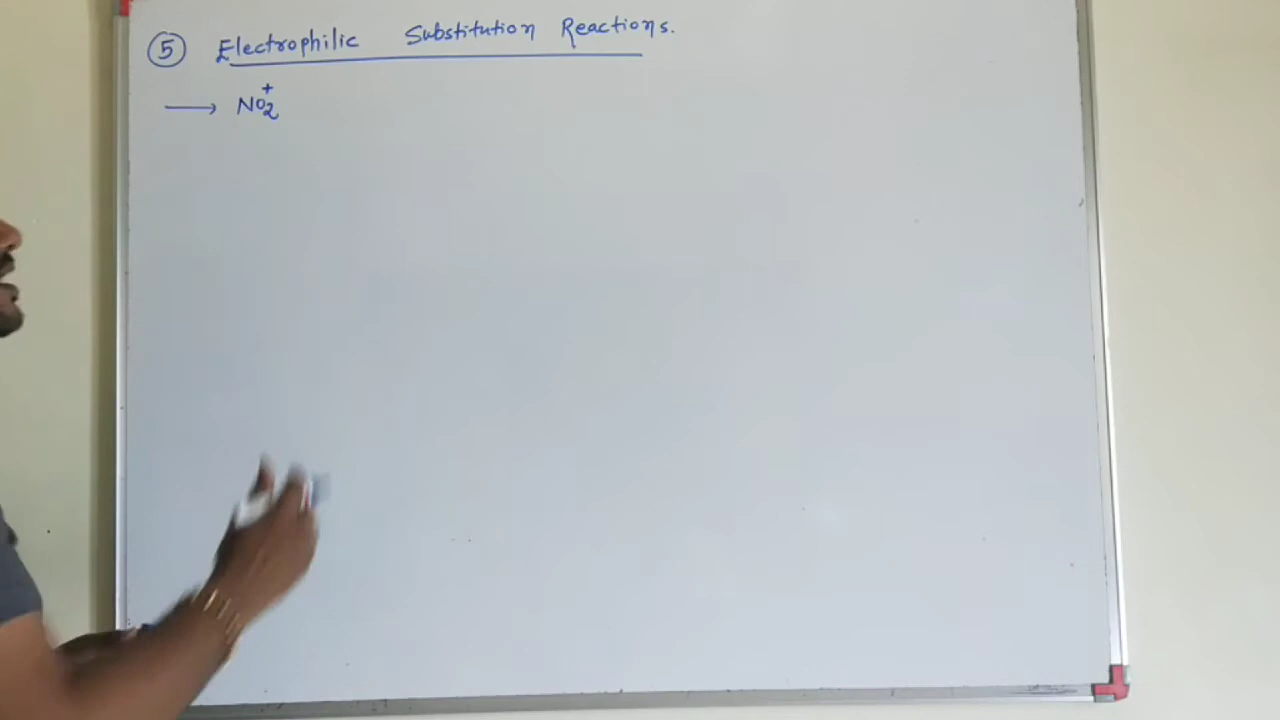 ⑤ Electrophilic Substitution Reactions.
⟶ NO₂⁺